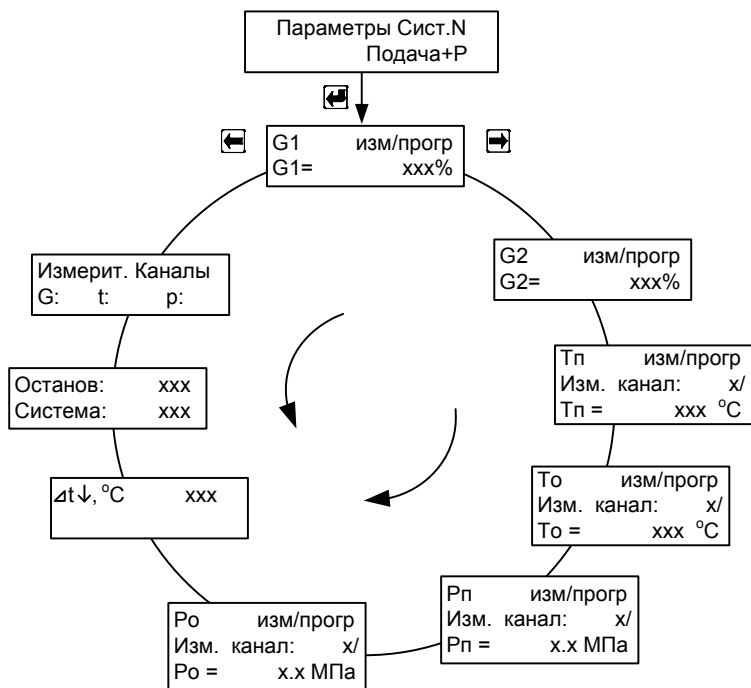 Параметры Сист.N
Подача+Р
G1 изм/прогр
G1= xxx%
G2 изм/прогр
G2= xxx%
Тп изм/прогр
Изм. канал: x/
Тп = xxx °C
То изм/прогр
Изм. канал: x/
То = xxx °C
Рп изм/прогр
Изм. канал: x/
Рп = x.x МПа
Ро изм/прогр
Изм. канал: x/
Ро = x.x МПа
⊿t↓, °C xxx
Останов: xxx
Система: xxx
Измерит. Каналы
G: t: p: